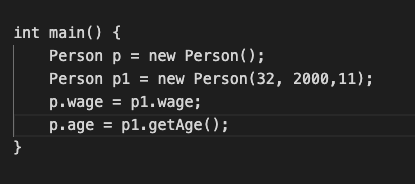 int main() {
    Person p = new Person();
    Person p1 = new Person(32, 2000,11);
    p.wage = p1.wage;
    p.age = p1.getAge();
}